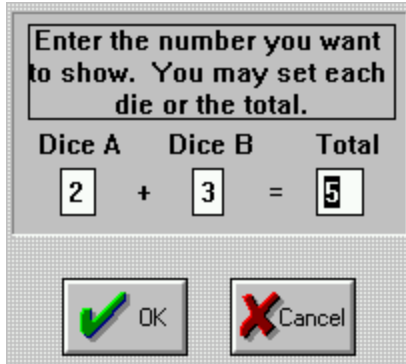 Enter the number you want
to show.  You may set each
die or the total.
Dice A Dice B Total
2 + 3 = 5
OK Cancel